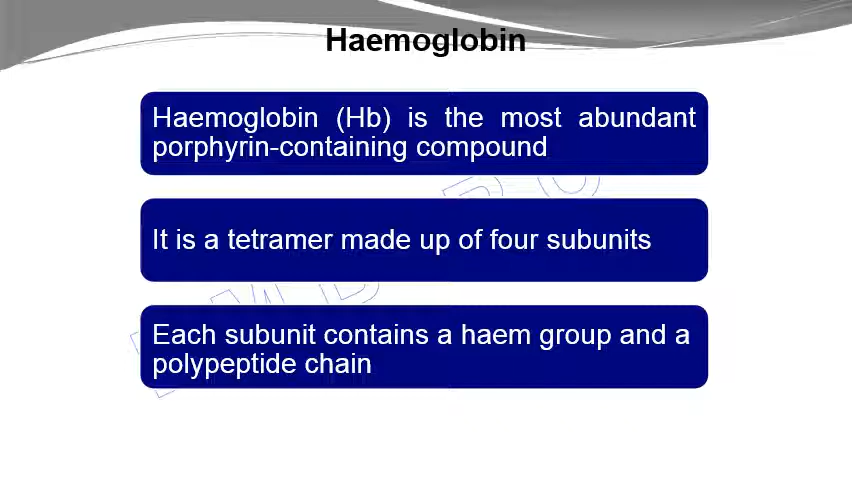 Haemoglobin
Haemoglobin (Hb) is the most abundant
porphyrin-containing compound
It is a tetramer made up of four subunits
Each subunit contains a haem group and a
polypeptide chain